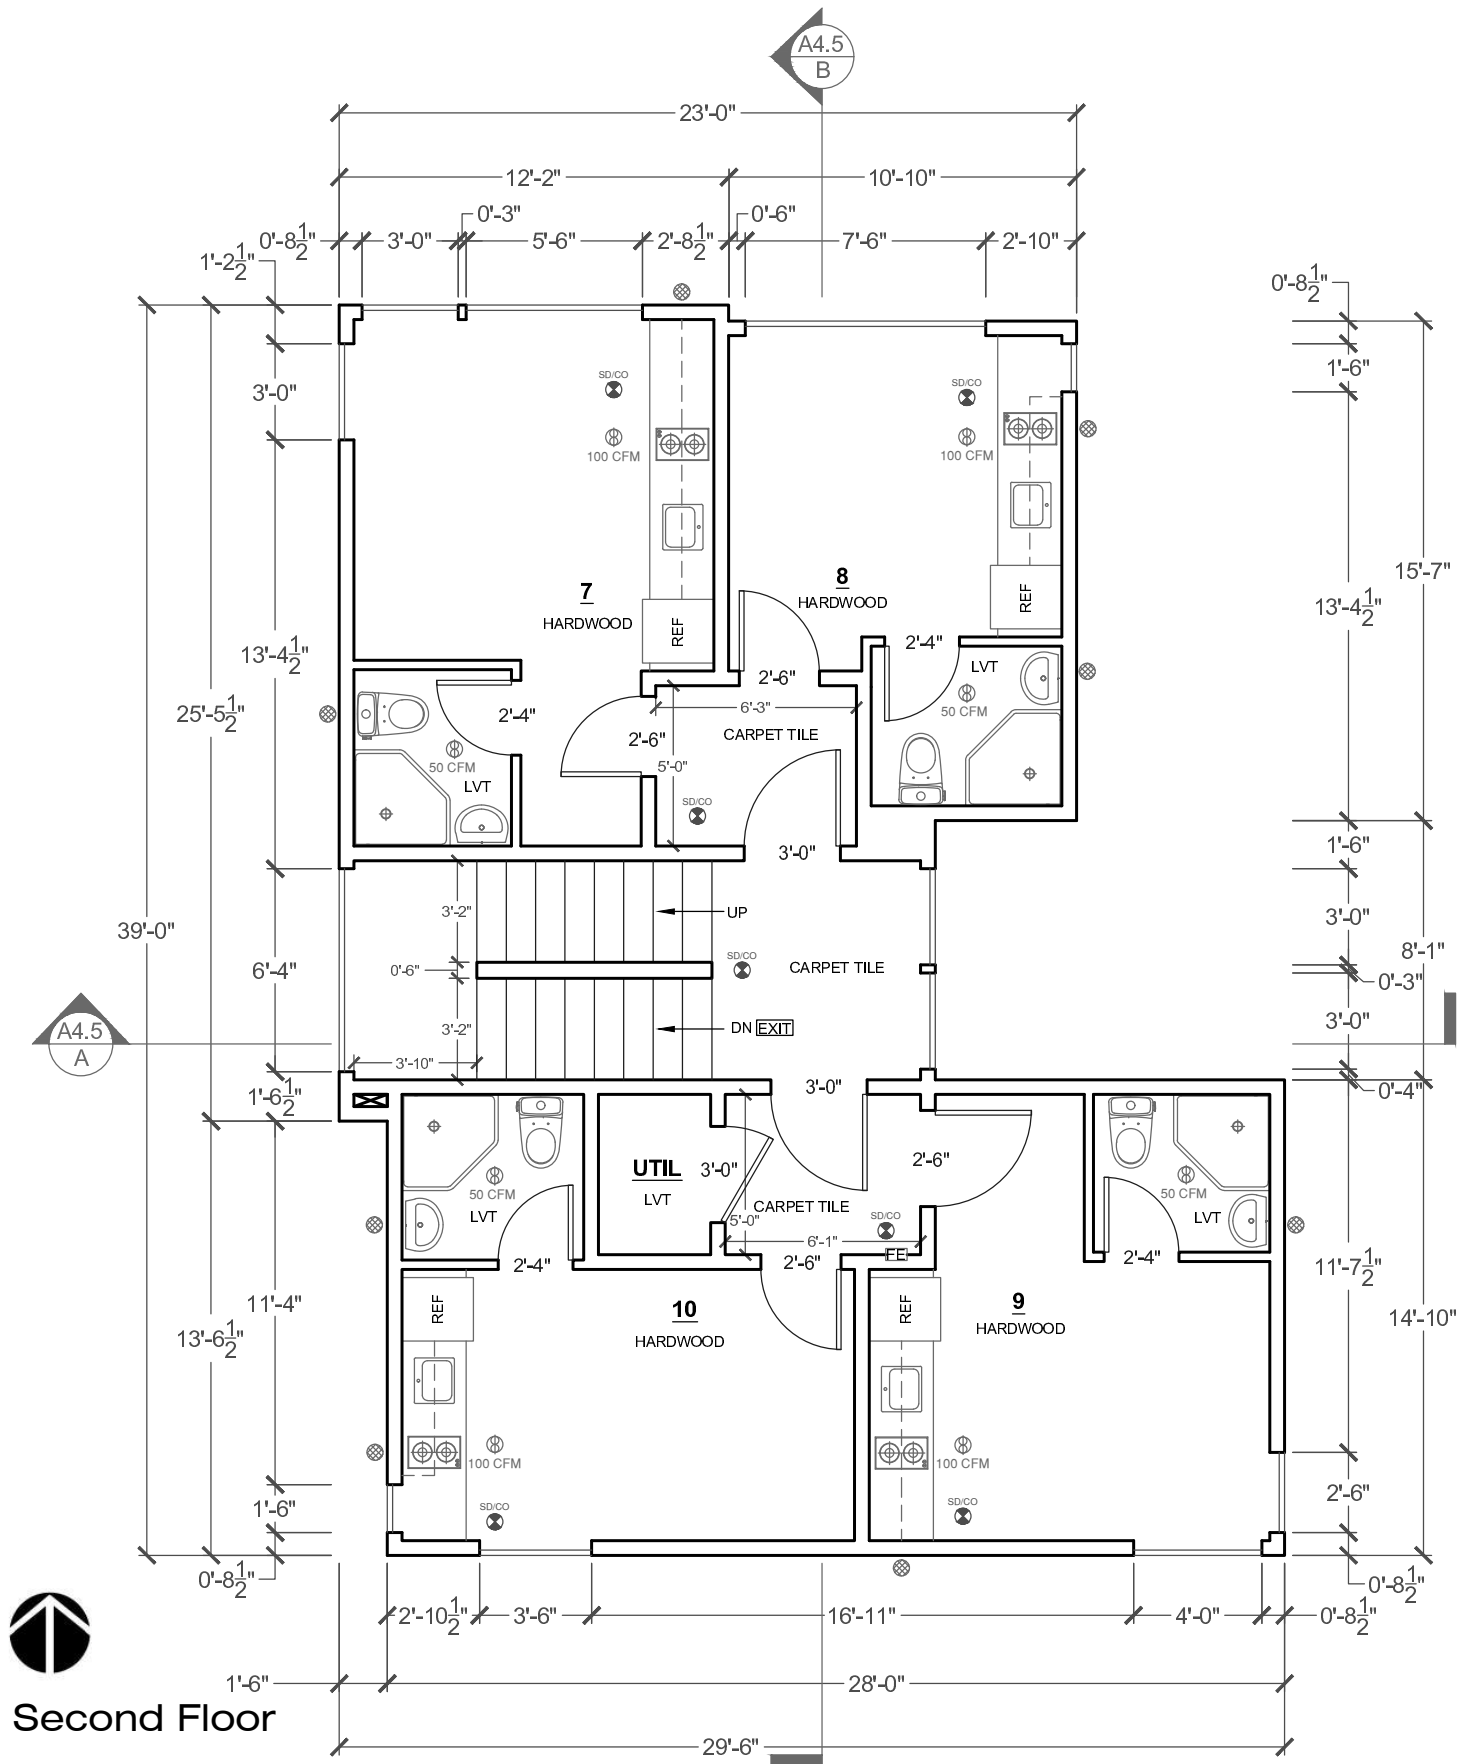 A4.5
B
23'-0"
12'-2"
10'-10"
0'-3"
0'-6"
0'-8 1/2"
3'-0"
5'-6"
2'-8 1/2"
7'-6"
2'-10"
1'-2 1/2"
0'-8 1/2"
1'-6"
3'-0"
SD/CO
SD/CO
100 CFM
100 CFM
15'-7"
7
HARDWOOD
8
HARDWOOD
REF
REF
13'-4 1/2"
2'-4"
13'-4 1/2"
LVT
2'-6"
25'-5 1/2"
2'-4"
6'-3"
50 CFM
2'-6"
CARPET TILE
50 CFM
5'-0"
LVT
SD/CO
3'-0"
1'-6"
3'-2"
UP
3'-0"
39'-0"
8'-1"
6'-4"
0'-6"
SD/CO
CARPET TILE
0'-3"
3'-2"
DN EXIT
3'-0"
A4.5
A
3'-10"
3'-0"
0'-4"
1'-6 1/2"
UTIL
LVT
3'-0"
2'-6"
50 CFM
LVT
50 CFM
LVT
CARPET TILE
5'-0"
SD/CO
6'-1"
FE
2'-4"
2'-6"
2'-4"
11'-7 1/2"
11'-4"
REF
10
HARDWOOD
REF
9
HARDWOOD
14'-10"
13'-6 1/2"
100 CFM
100 CFM
2'-6"
1'-6"
SD/CO
SD/CO
0'-8 1/2"
0'-8 1/2"
2'-10 1/2"
3'-6"
16'-11"
4'-0"
0'-8 1/2"
1'-6"
28'-0"
Second Floor
29'-6"